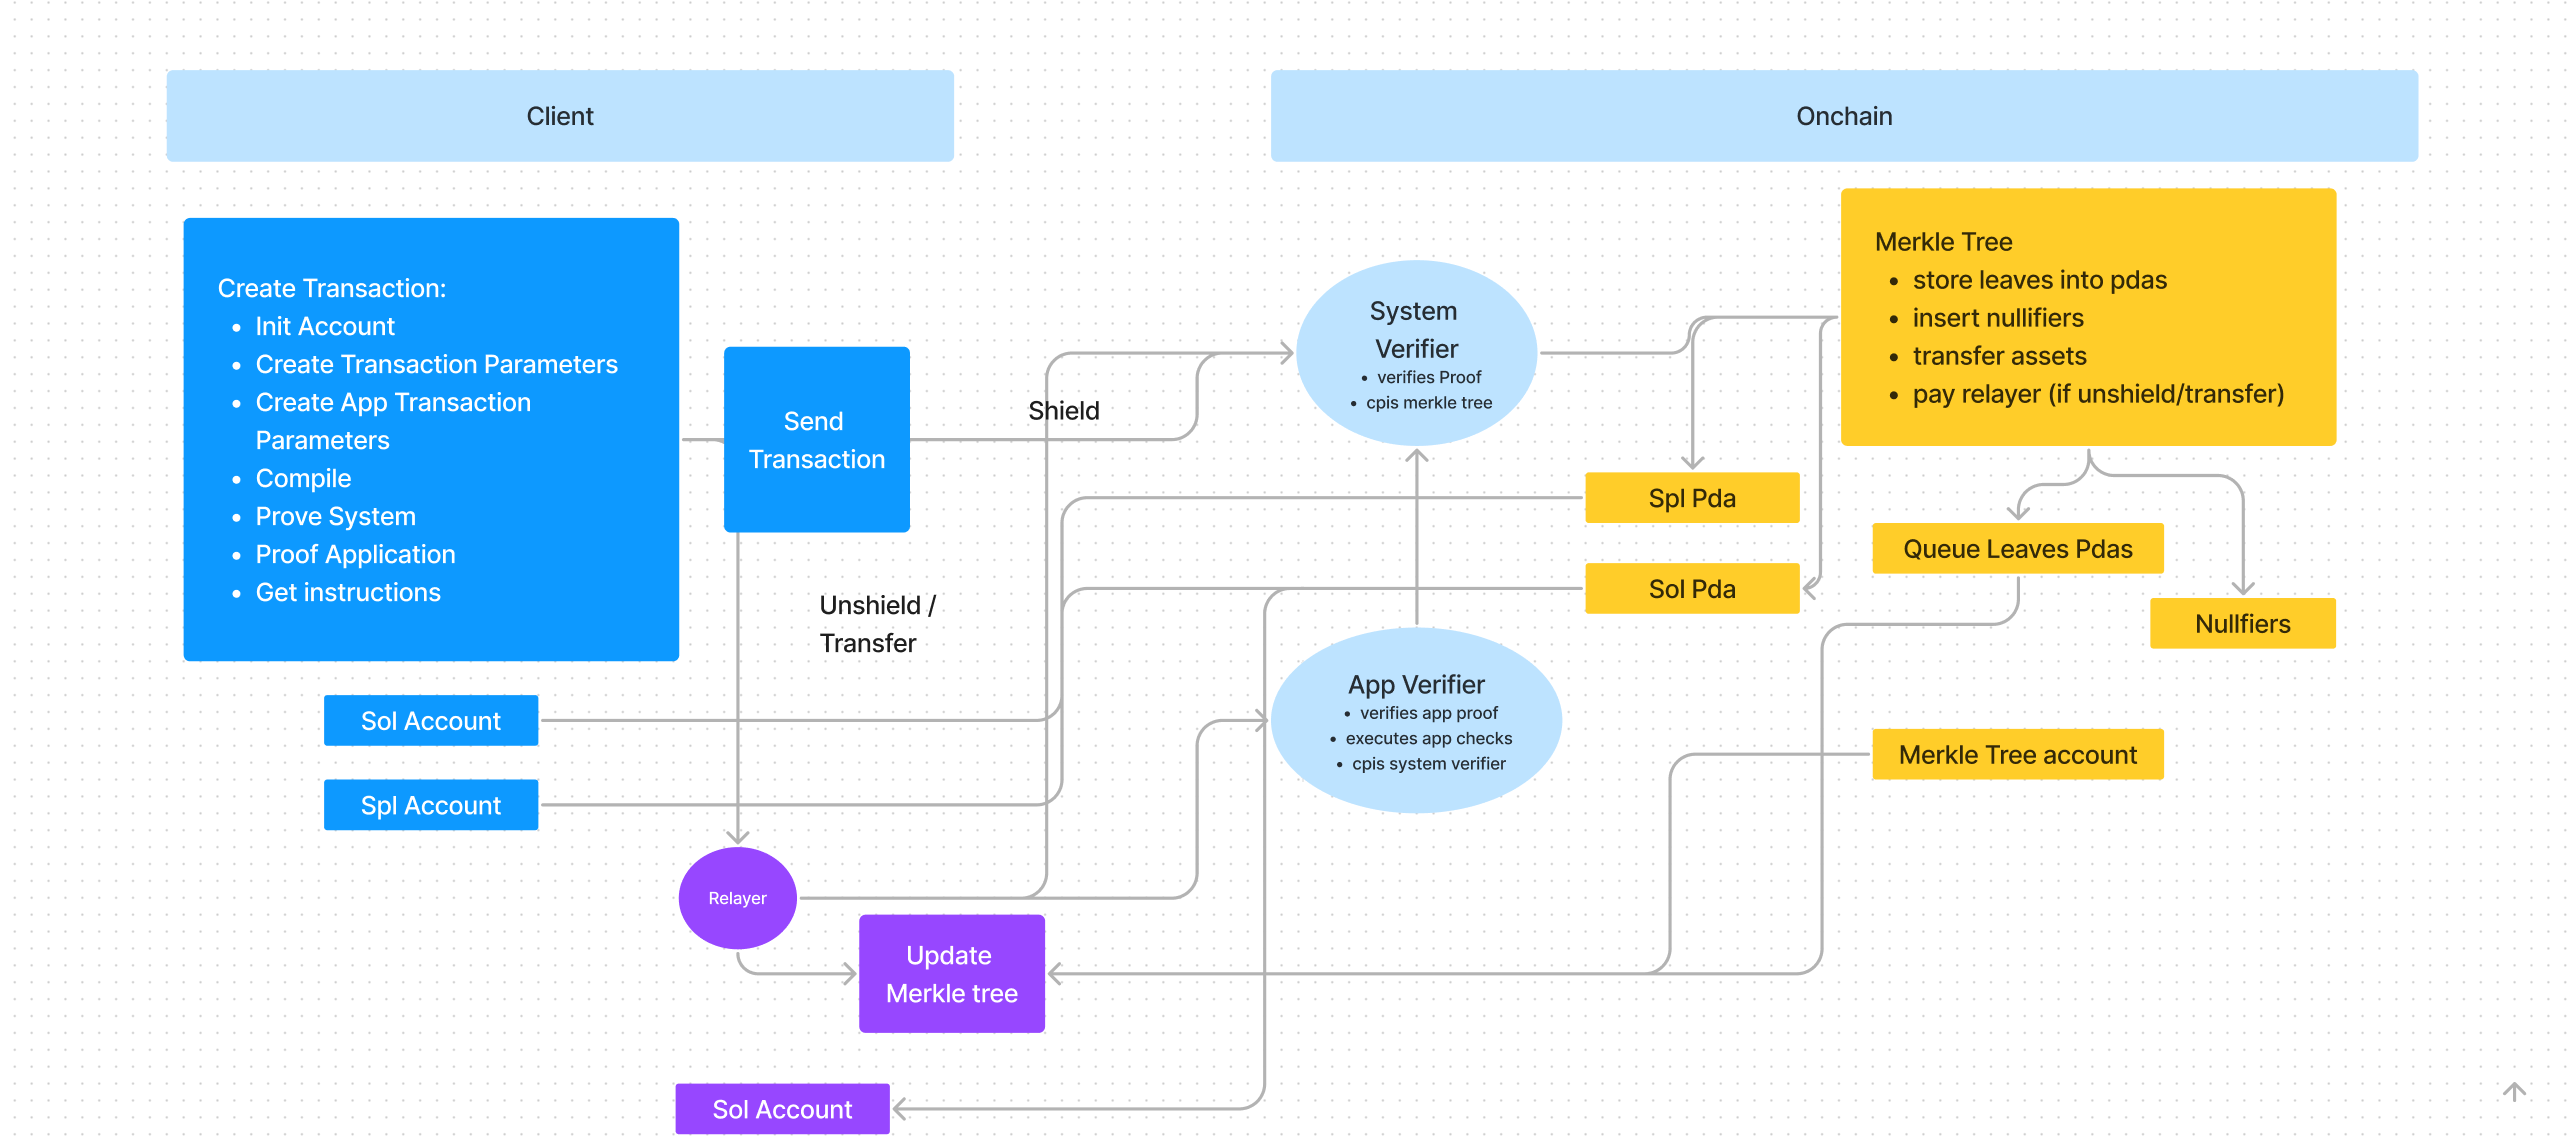 Client
Onchain
Create Transaction:
• Init Account
• Create Transaction Parameters
• Create App Transaction
Parameters
• Compile
• Prove System
• Proof Application
• Get instructions
Send
Transaction
Shield
Unshield /
Transfer
System
Verifier
• verifies Proof
• cpis merkle tree
Merkle Tree
• store leaves into pdas
• insert nullifiers
• transfer assets
• pay relayer (if unshield/transfer)
Spl Pda
Sol Pda
Queue Leaves Pdas
Nullfiers
App Verifier
• verifies app proof
• executes app checks
• cpis system verifier
Merkle Tree account
Sol Account
Spl Account
Relayer
Update
Merkle tree
Sol Account